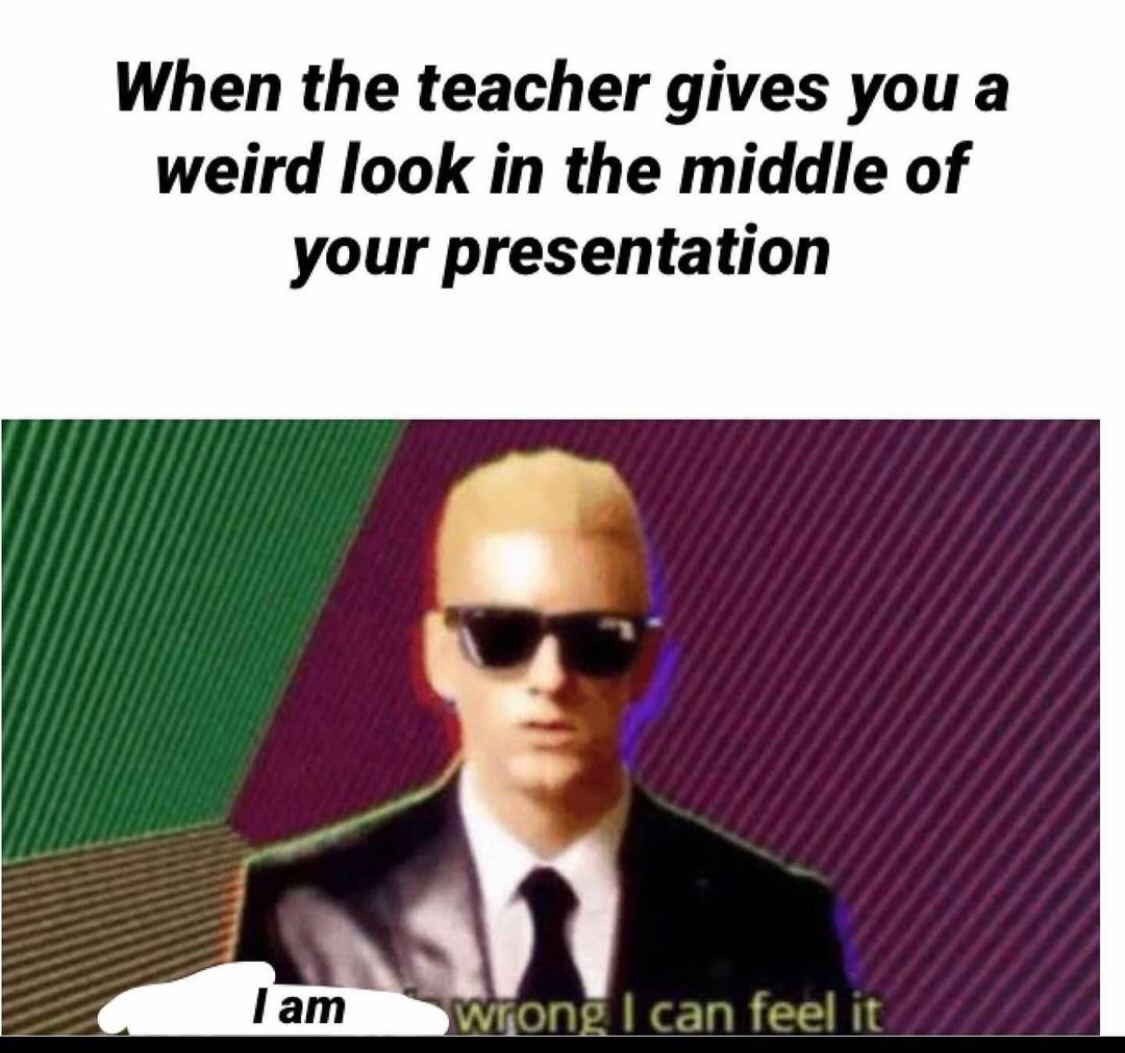 When the teacher gives you a
weird look in the middle of
your presentation
I am wrong I can feel it